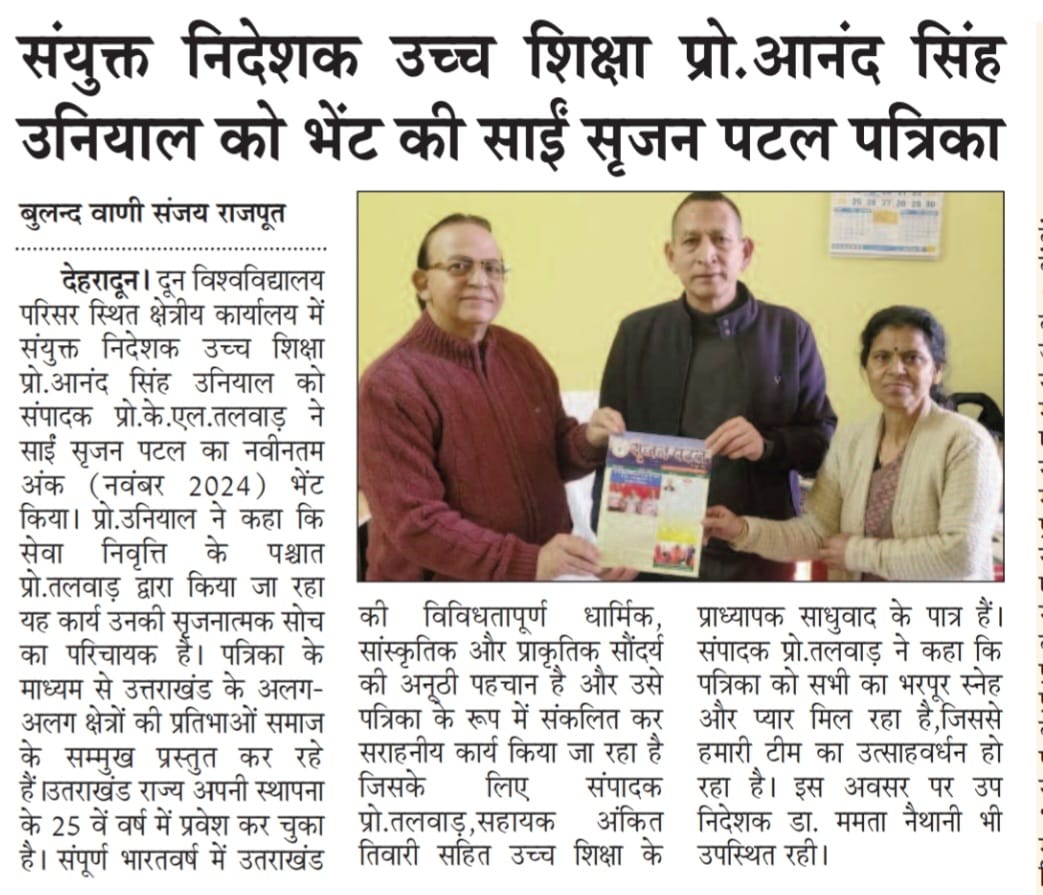 संयुक्त निदेशक उच्च शिक्षा प्रो.आनंद सिंह
उनियाल को भेंट की साईं सृजन पटल पत्रिका
बुलन्द वाणी संजय राजपूत
देहरादून। दून विश्वविद्यालय
परिसर स्थित क्षेत्रीय कार्यालय में
संयुक्त निदेशक उच्च शिक्षा
प्रो.आनंद सिंह उनियाल को
संपादक प्रो.के.एल.तलवाड़ ने
साईं सृजन पटल का नवीनतम
अंक (नवंबर 2024) भेंट
किया। प्रो.उनियाल ने कहा कि
सेवा निवृत्ति के पश्चात
प्रो.तलवाड़ द्वारा किया जा रहा
यह कार्य उनकी सृजनात्मक सोच
का परिचायक है। पत्रिका के
माध्यम से उत्तराखंड के अलग-
अलग क्षेत्रों की प्रतिभाओं समाज
के सम्मुख प्रस्तुत कर रहे
हैं।उतराखंड राज्य अपनी स्थापना
के 25 वें वर्ष में प्रवेश कर चुका
है। संपूर्ण भारतवर्ष में उतराखंड
सृजन पटल
की विविधतापूर्ण धार्मिक,
सांस्कृतिक और प्राकृतिक सौंदर्य
की अनूठी पहचान है और उसे
पत्रिका के रूप में संकलित कर
सराहनीय कार्य किया जा रहा है
जिसके लिए संपादक
प्रो.तलवाड़,सहायक अंकित
तिवारी सहित उच्च शिक्षा के
प्राध्यापक साधुवाद के पात्र हैं।
संपादक प्रो.तलवाड़ ने कहा कि
पत्रिका को सभी का भरपूर स्नेह
और प्यार मिल रहा है,जिससे
हमारी टीम का उत्साहवर्धन हो
रहा है। इस अवसर पर उप
निदेशक डा. ममता नैथानी भी
उपस्थित रही।